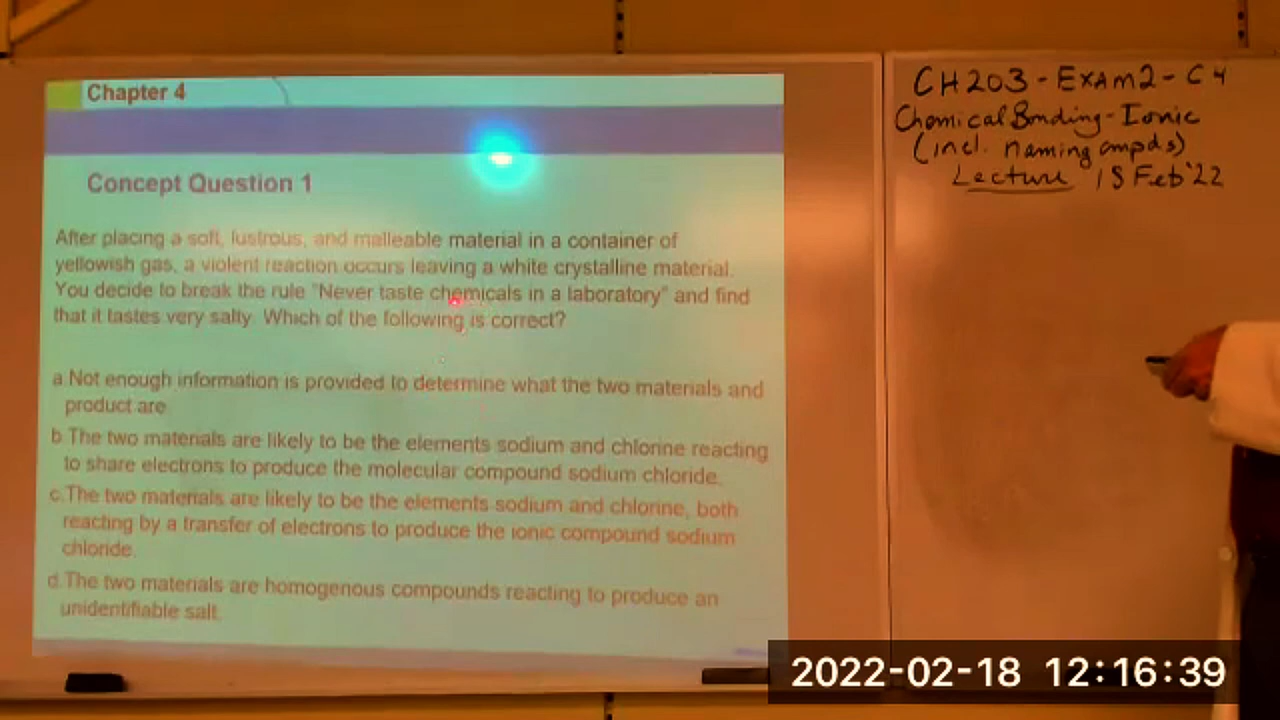 Chapter 4
Concept Question 1
After placing a soft, lustrous, and malleable material in a container of
yellowish gas, a violent reaction occurs leaving a white crystalline material.
You decide to break the rule "Never taste chemicals in a laboratory" and find
that it tastes very salty. Which of the following is correct?
a.Not enough information is provided to determine what the two materials and
product are.
b.The two materials are likely to be the elements sodium and chlorine reacting
to share electrons to produce the molecular compound sodium chloride.
c.The two materials are likely to be the elements sodium and chlorine, both
reacting by a transfer of electrons to produce the ionic compound sodium
chloride.
d.The two materials are homogenous compounds reacting to produce an
unidentifiable salt.
CH203-Exam2-C4
Chemical Bonding-Ionic
(incl. naming cmpds)
Lecture 18 Feb'22
2022-02-18 12:16:39